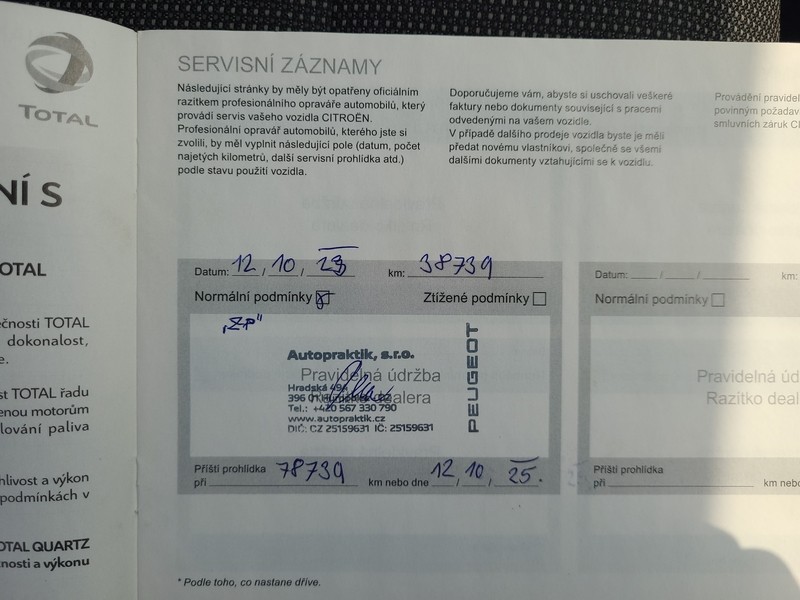 TOTAL
NÍ S
OTAL
čnosti TOTAL
dokonalost,
e.
st TOTAL řadu
enou motorům
lování paliva
hlivost a výkon
podmínkách v
OTAL QUARTZ
nosti a výkonu
SERVISNÍ ZÁZNAMY
Následující stránky by měly být opatřeny oficiálním
razítkem profesionálního opraváře automobilů, který
provádí servis vašeho vozidla CITROËN.
Profesionální opravář automobilů, kterého jste si
zvolili, by měl vyplnit následující pole (datum, počet
najetých kilometrů, další servisní prohlídka atd.)
podle stavu použití vozidla.
Doporučujeme vám, abyste si uschovali veškeré
faktury nebo dokumenty související s pracemi
odvedenými na vašem vozidle.
V případě dalšího prodeje vozidla byste je měli
předat novému vlastníkovi, společně se všemi
dalšími dokumenty vztahujícími se k vozidlu.
Provádění pravidel
povinným požadav
smluvních záruk CI
Datum: 12, 10, 23 km: 38739
Normální podmínky Ztížené podmínky
„ZP"
Autopraktik, s.r.o.
Pravidelná údržba
Hradská
396 01
dealera
Tel.: +420 567 330 790
www.autopraktik.cz
DIČ: CZ 25159631 IČ: 25159631
PEUGEOT
Příští prohlídka
při 78739 km nebo dne 12, 10, 25.
Datum: / / km:
Normální podmínky
Pravidelná úd
Razítko deal
Příští prohlídka
při km nebo
* Podle toho, co nastane dříve.